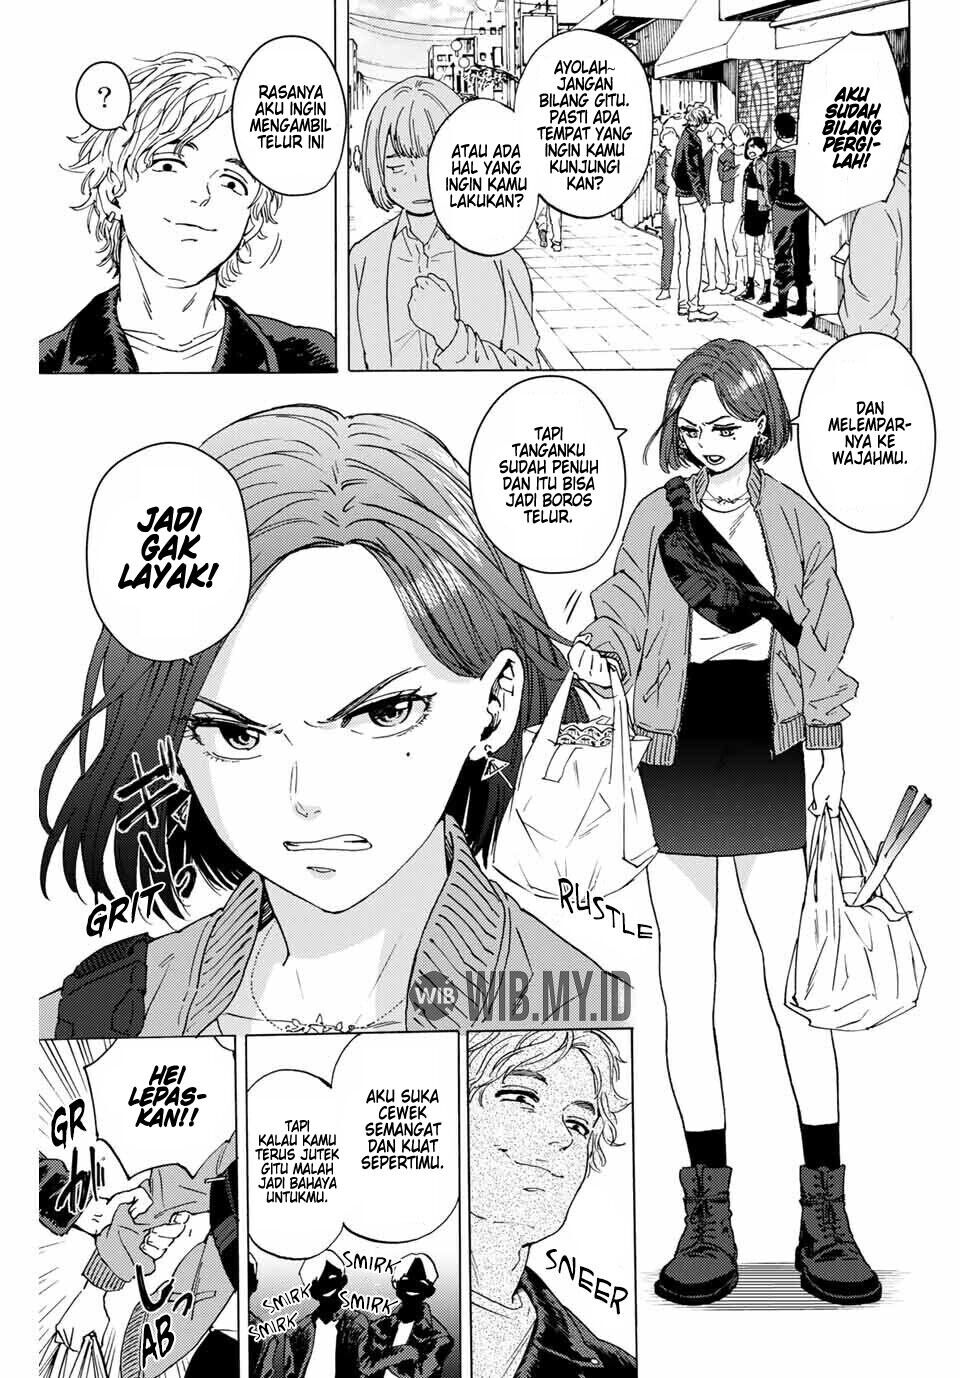 AKU
SUDAH
BILANG
PERGI-
LAH!
AYOLAH~
JANGAN
BILANG GITU.
PASTI ADA
TEMPAT YANG
INGIN KAMU
KUNJUNGI
KAN?
ATAU ADA
HAL YANG
INGIN KAMU
LAKUKAN?
RASANYA
AKU INGIN
MENGAMBIL
TELUR INI
?
DAN
MELEMPAR-
NYA KE
WAJAHMU.
TAPI
TANGANKU
SUDAH PENUH
DAN ITU BISA
JADI BOROS
TELUR.
RUSTLE
JADI
GAK
LAYAK!
ギリッ
GRIT
WIB WIB.MY.ID
SNEER
AKU SUKA
CEWEK
SEMANGAT
DAN KUAT
SEPERTIMU.
TAPI
KALAU KAMU
TERUS JUTEK
GITU MALAH
JADI BAHAYA
UNTUKMU.
SMIRK
SMIRK
SMIRK
SMIRK
HEI
LEPAS-
KAN!!
GR
AB